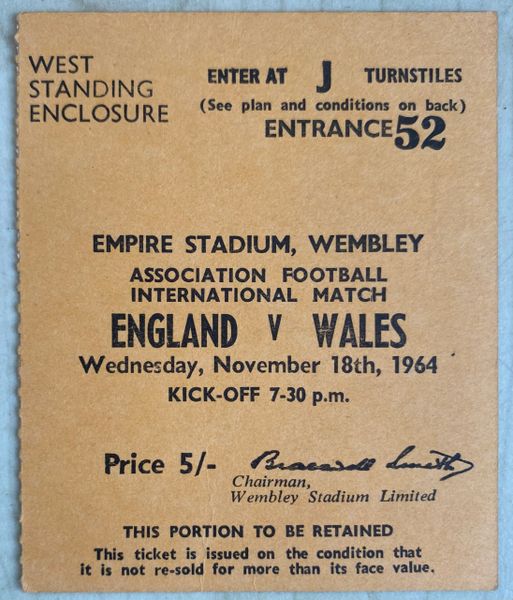 WEST
STANDING
ENCLOSURE
ENTER AT J TURNSTILES
(See plan and conditions on back)
ENTRANCE 52
EMPIRE STADIUM, WEMBLEY
ASSOCIATION FOOTBALL
INTERNATIONAL MATCH
ENGLAND V WALES
Wednesday, November 18th, 1964
KICK-OFF 7-30 p.m.
Price 5/-
Bracewell Smith
Chairman,
Wembley Stadium Limited
THIS PORTION TO BE RETAINED
This ticket is issued on the condition that
it is not re-sold for more than its face value.